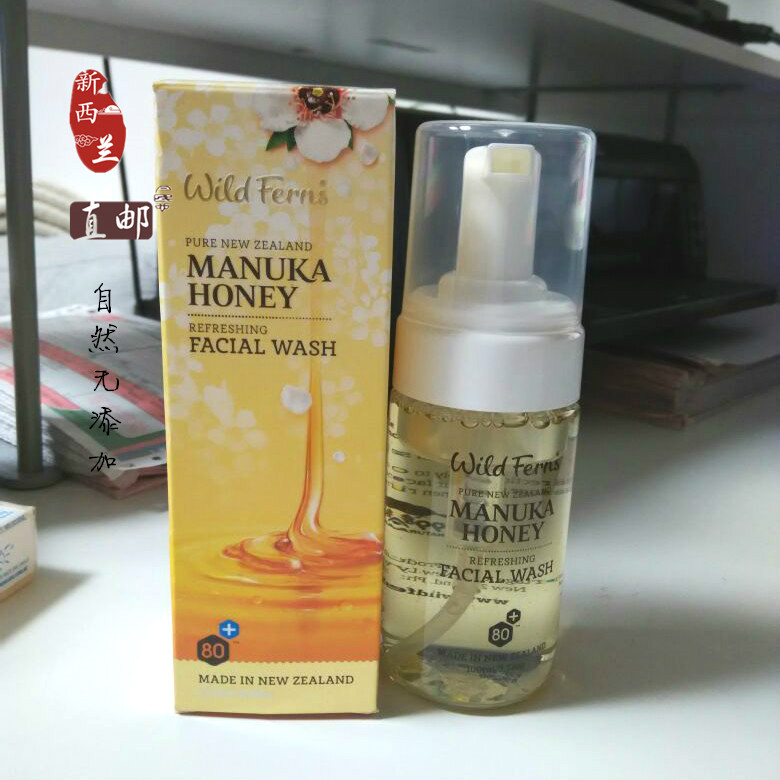 新
西
兰
直邮
自然无添加
Wild Ferns
PURE NEW ZEALAND
MANUKA
HONEY
REFRESHING
FACIAL WASH
80+
MADE IN NEW ZEALAND
Wild Ferns
PURE NEW ZEALAND
MANUKA
HONEY
REFRESHING
FACIAL WASH
80+
MADE IN NEW ZEALAND